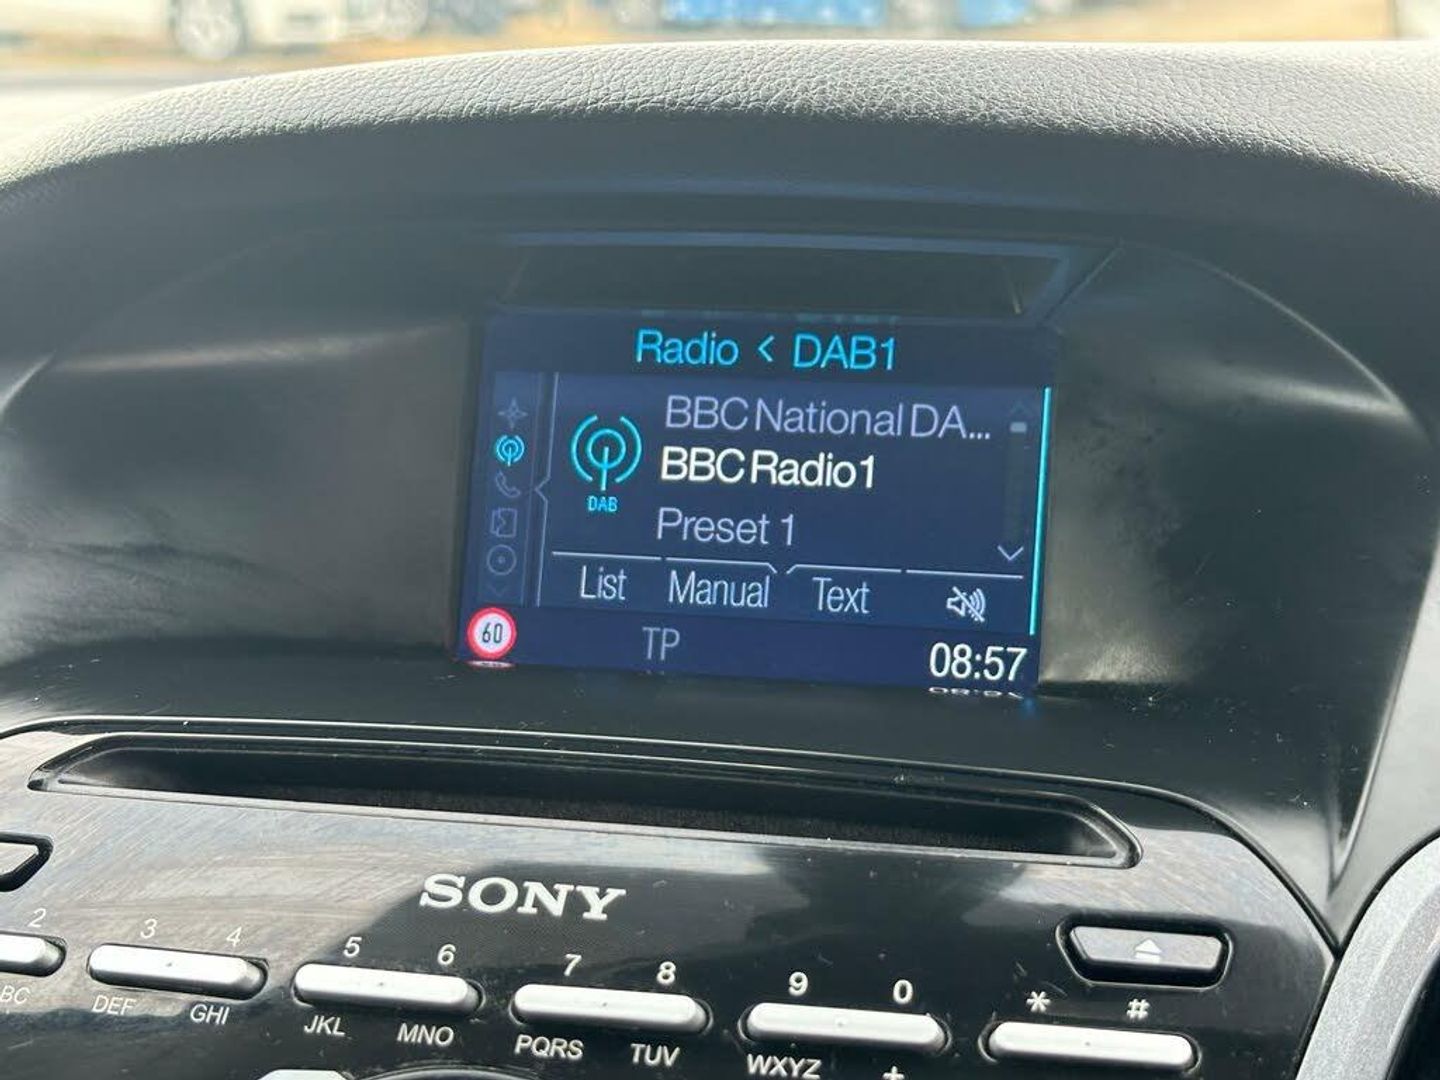 Radio < DAB1
BBC National DA...
BBC Radio1
DAB
Preset 1
List Manual Text
60 TP 08:57
SONY
2 3 4 5 6 7 8 9 0 * #
DEF GHI JKL MNO PQRS TUV WXYZ +